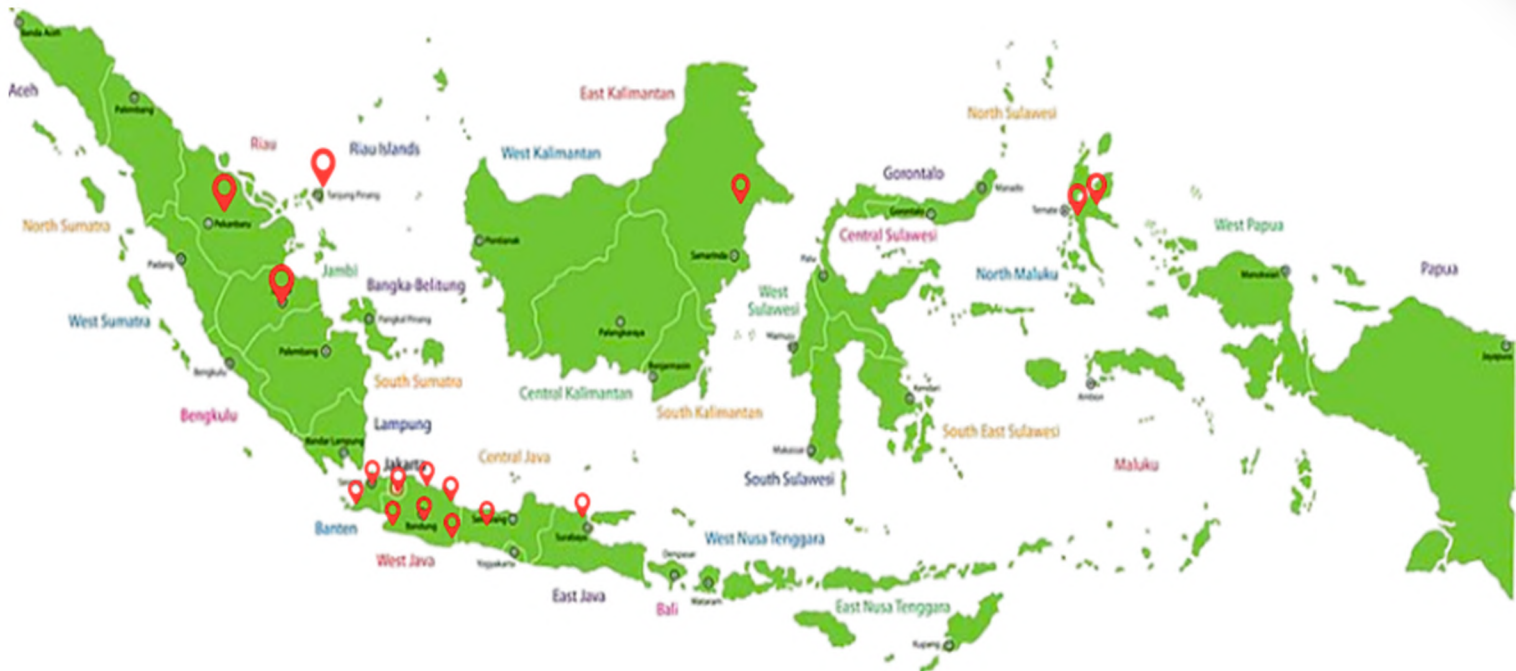 Banda Aceh
Aceh
Palembang
East Kalimantan
North Sulawesi
Riau
Riau Islands
West Kalimantan
Gorontalo
Manado
Tanjung Pinang
Pekanbaru
Ternate
Gorontalo
North Sumatra
West Papua
Central Sulawesi
Pontianak
Samarinda
Padang
Palu
Jambi
Manokwari
Papua
North Maluku
Bangka-Belitung
West
Sulawesi
West Sumatra
Pangkal Pinang
Palangkaraya
Mamuju
Palembang
Jayapura
Bengkulu
Banjarmasin
South Sumatra
Kendari
Central Kalimantan
Ambon
South Kalimantan
Bengkulu
Lampung
South East Sulawesi
Bandar Lampung
Makassar
Central Java
Jakarta
Maluku
South Sulawesi
Bandung
Banten
Surabaya
West Nusa Tenggara
West Java
Yogyakarta
Denpasar
East Java
Mataram
Bali
East Nusa Tenggara
Kupang